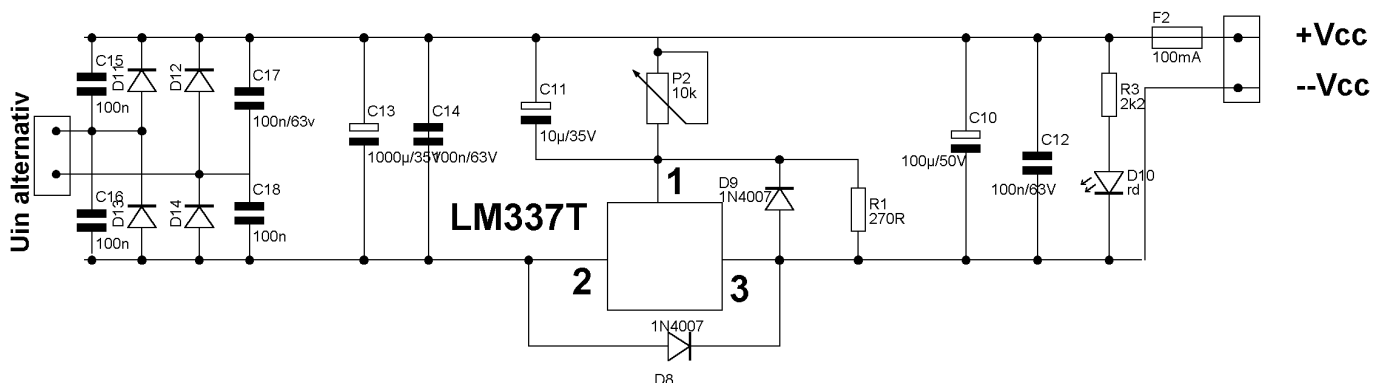 F2
100mA
+Vcc
--Vcc
C15
100n
D11
D12
C17
100n/63v
C13
1000µ/35V
C14
100n/63V
C11
10µ/35V
P2
10k
C10
100µ/50V
C12
100n/63V
R3
2k2
D10
rd
Uin alternativ
C16
100n
D13
D14
C18
100n
LM337T
1
2
3
D9
1N4007
R1
270R
1N4007
D8